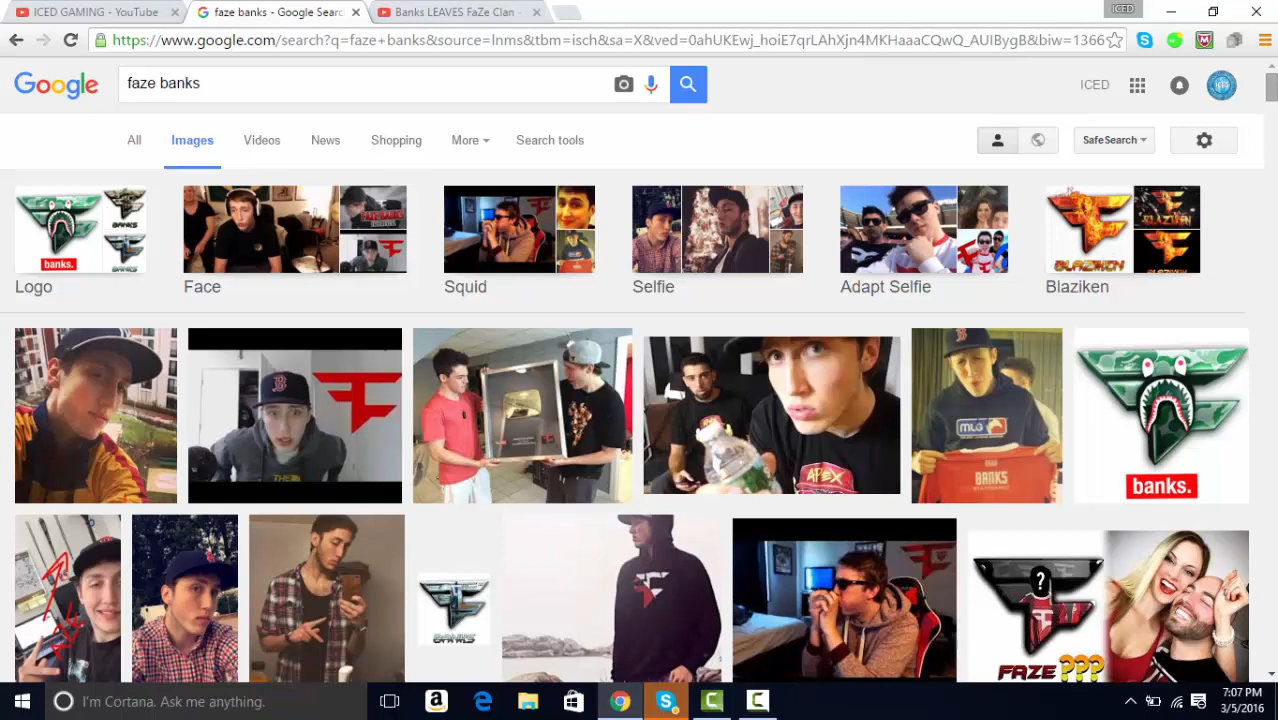 ICED GAMING - YouTube
faze banks - Google Searc
Banks LEAVES FaZe Clan -
ICED
https://www.google.com/search?q=faze+banks&source=lnms&tbm=isch&sa=X&ved=0ahUKEwj_hoiE7qrLAhXjn4MKHaaaCQwQ_AUIBygB&biw=1366
Google
faze banks
ICED
All
Images
Videos
News
Shopping
More
Search tools
SafeSearch
banks.
BANKS
BLAZIKEN
BLAZIKEN
Logo
Face
Squid
Selfie
Adapt Selfie
Blaziken
B
APEX
MLG
BANKS
banks.
BANKS
?
FAZE ???
I'm Cortana. Ask me anything.
7:07 PM
3/5/2016